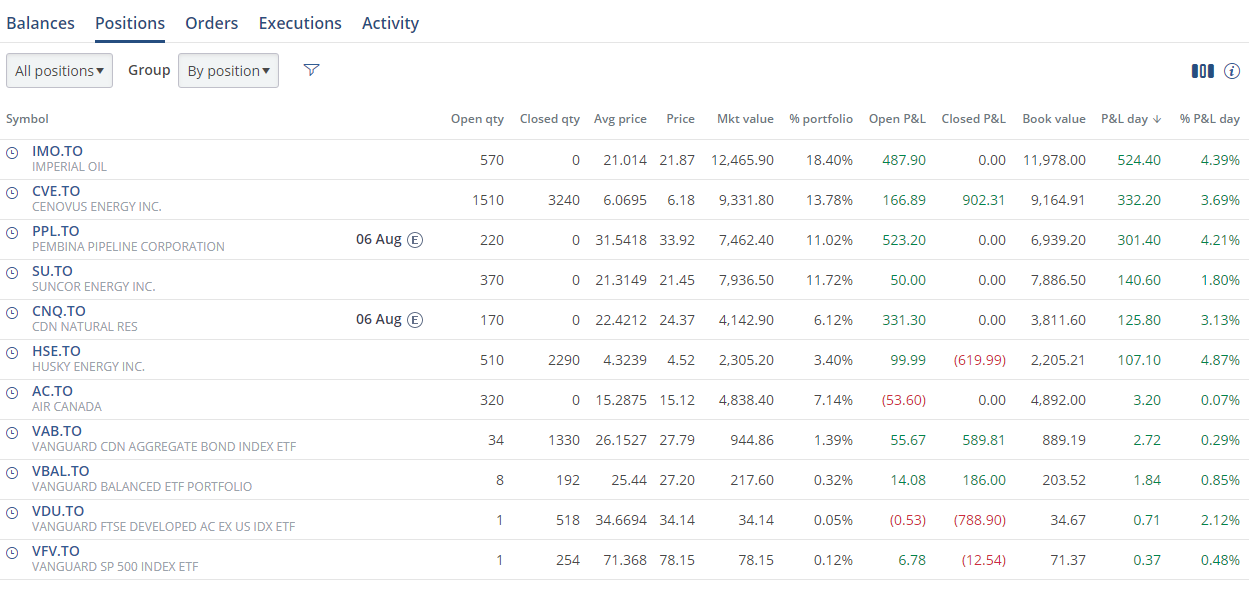 Balances Positions Orders Executions Activity
All positions▾ Group By position▾
Symbol Open qty Closed qty Avg price Price Mkt value % portfolio Open P&L Closed P&L Book value P&L day ↓ % P&L day
IMO.TO
IMPERIAL OIL
570 0 21.014 21.87 12,465.90 18.40% 487.90 0.00 11,978.00 524.40 4.39%
CVE.TO
CENOVUS ENERGY INC.
1510 3240 6.0695 6.18 9,331.80 13.78% 166.89 902.31 9,164.91 332.20 3.69%
PPL.TO
PEMBINA PIPELINE CORPORATION
06 Aug E 220 0 31.5418 33.92 7,462.40 11.02% 523.20 0.00 6,939.20 301.40 4.21%
SU.TO
SUNCOR ENERGY INC.
370 0 21.3149 21.45 7,936.50 11.72% 50.00 0.00 7,886.50 140.60 1.80%
CNQ.TO
CDN NATURAL RES
06 Aug E 170 0 22.4212 24.37 4,142.90 6.12% 331.30 0.00 3,811.60 125.80 3.13%
HSE.TO
HUSKY ENERGY INC.
510 2290 4.3239 4.52 2,305.20 3.40% 99.99 (619.99) 2,205.21 107.10 4.87%
AC.TO
AIR CANADA
320 0 15.2875 15.12 4,838.40 7.14% (53.60) 0.00 4,892.00 3.20 0.07%
VAB.TO
VANGUARD CDN AGGREGATE BOND INDEX ETF
34 1330 26.1527 27.79 944.86 1.39% 55.67 589.81 889.19 2.72 0.29%
VBAL.TO
VANGUARD BALANCED ETF PORTFOLIO
8 192 25.44 27.20 217.60 0.32% 14.08 186.00 203.52 1.84 0.85%
VDU.TO
VANGUARD FTSE DEVELOPED AC EX US IDX ETF
1 518 34.6694 34.14 34.14 0.05% (0.53) (788.90) 34.67 0.71 2.12%
VFV.TO
VANGUARD SP 500 INDEX ETF
1 254 71.368 78.15 78.15 0.12% 6.78 (12.54) 71.37 0.37 0.48%